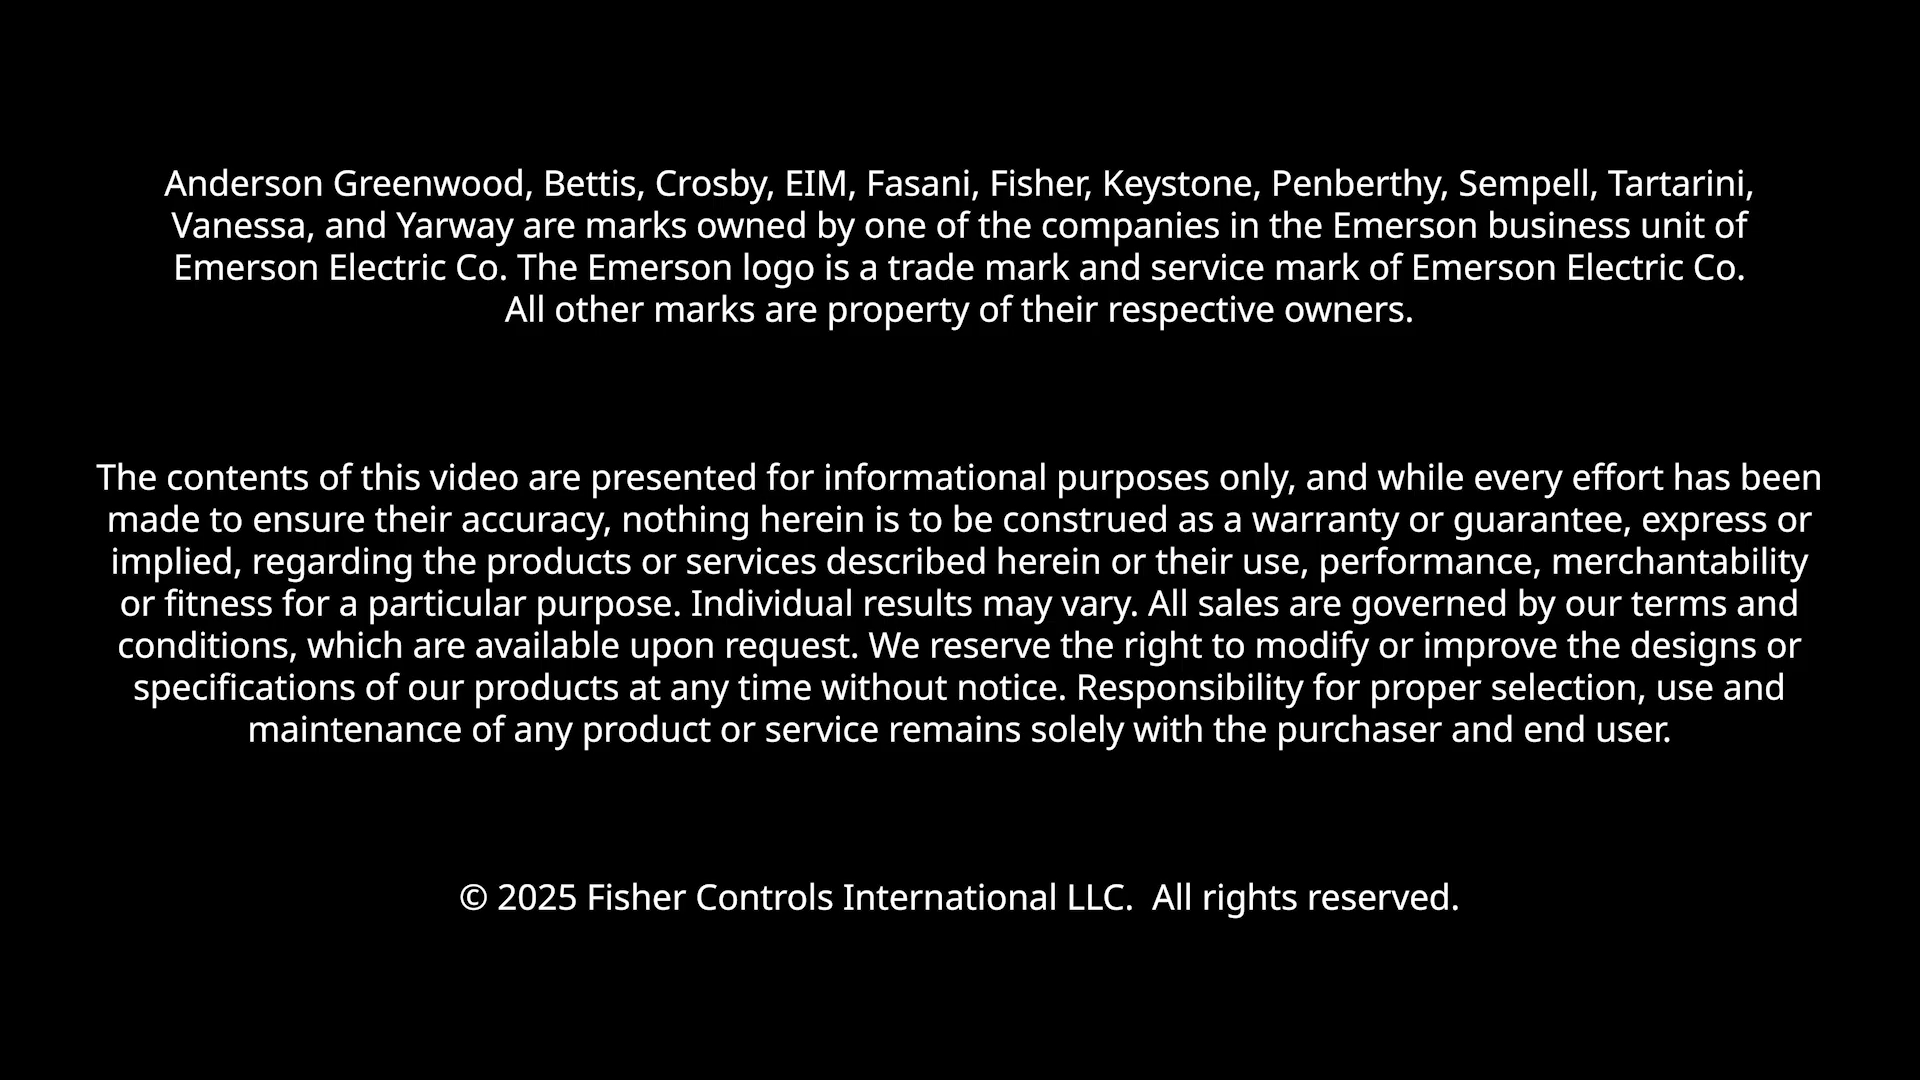 Anderson Greenwood, Bettis, Crosby, EIM, Fasani, Fisher, Keystone, Penberthy, Sempell, Tartarini,
Vanessa, and Yarway are marks owned by one of the companies in the Emerson business unit of
Emerson Electric Co. The Emerson logo is a trade mark and service mark of Emerson Electric Co.
All other marks are property of their respective owners.
The contents of this video are presented for informational purposes only, and while every effort has been
made to ensure their accuracy, nothing herein is to be construed as a warranty or guarantee, express or
implied, regarding the products or services described herein or their use, performance, merchantability
or fitness for a particular purpose. Individual results may vary. All sales are governed by our terms and
conditions, which are available upon request. We reserve the right to modify or improve the designs or
specifications of our products at any time without notice. Responsibility for proper selection, use and
maintenance of any product or service remains solely with the purchaser and end user.
© 2025 Fisher Controls International LLC.  All rights reserved.